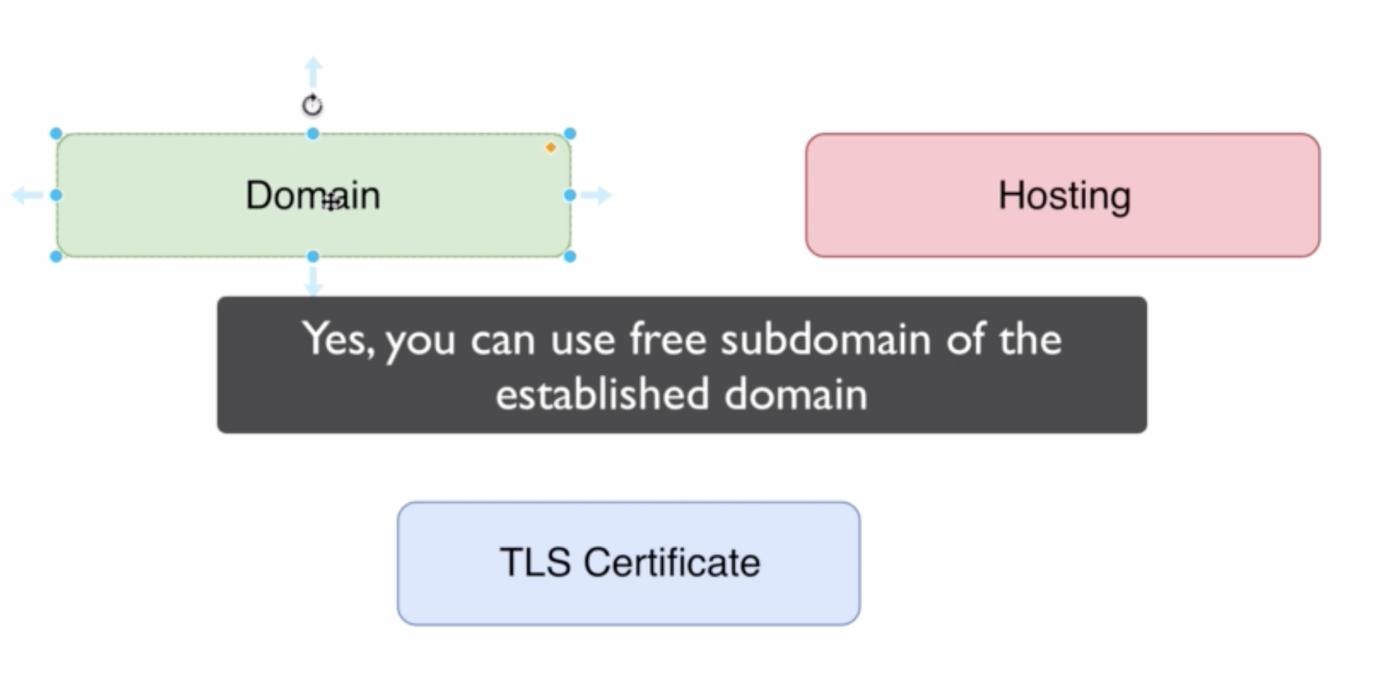 Domain
Hosting
Yes, you can use free subdomain of the
established domain
TLS Certificate